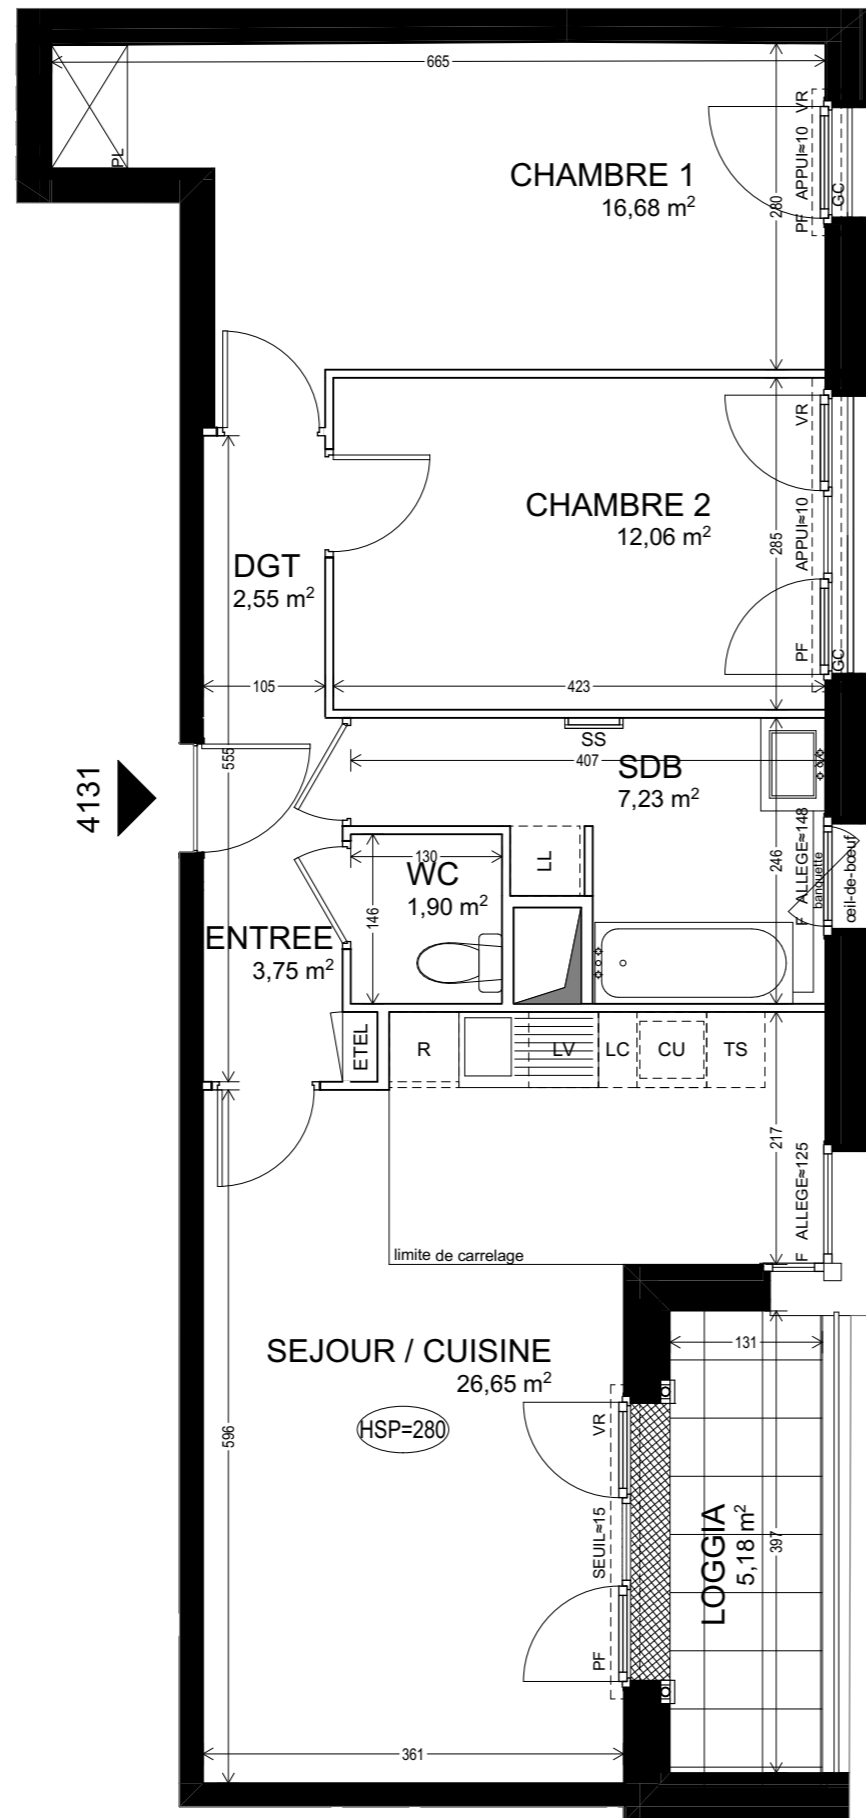 665
PL
CHAMBRE 1
16,68 m²
280
VR
APPUI≈10
PF
GC
CHAMBRE 2
12,06 m²
285
VR
APPUI≈10
PF
GC
DGT
2,55 m²
105
423
4131
555
SS
407
SDB
7,23 m²
246
ALLEGE≈148
F
banquette
œil-de-bœuf
130
WC
1,90 m²
146
LL
ENTREE
3,75 m²
ETEL
R
LV
LC
CU
TS
217
F ALLEGE≈125
limite de carrelage
SEJOUR / CUISINE
26,65 m²
HSP=280
596
VR
SEUIL≈15
PF
131
LOGGIA
5,18 m²
397
361